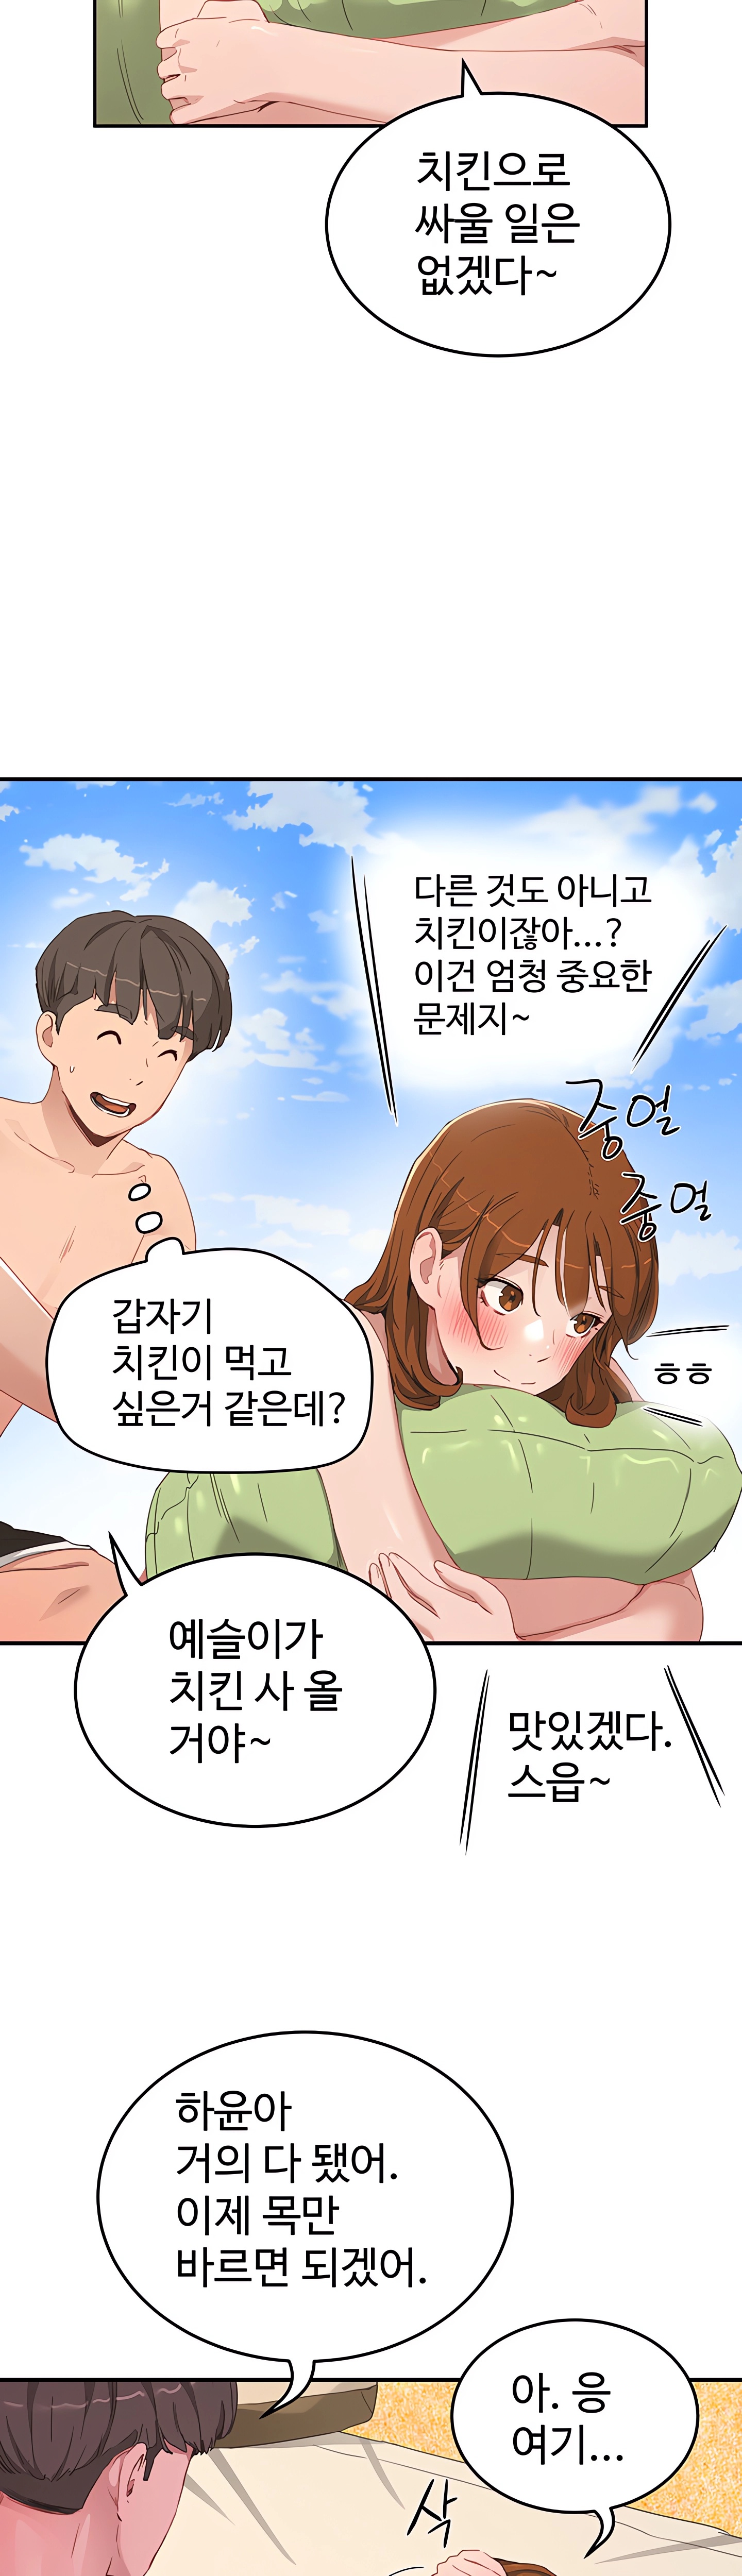 치킨으로
싸울 일은
없겠다~
다른 것도 아니고
치킨이잖아...?
이건 엄청 중요한
문제지~
중얼
중얼
갑자기
치킨이 먹고
싶은거 같은데?
ㅎㅎ
예슬이가
치킨 사 올
거야~
맛있겠다.
스읍~
하윤아
거의 다 됐어.
이제 목만
바르면 되겠어.
아. 응
여기...
삭